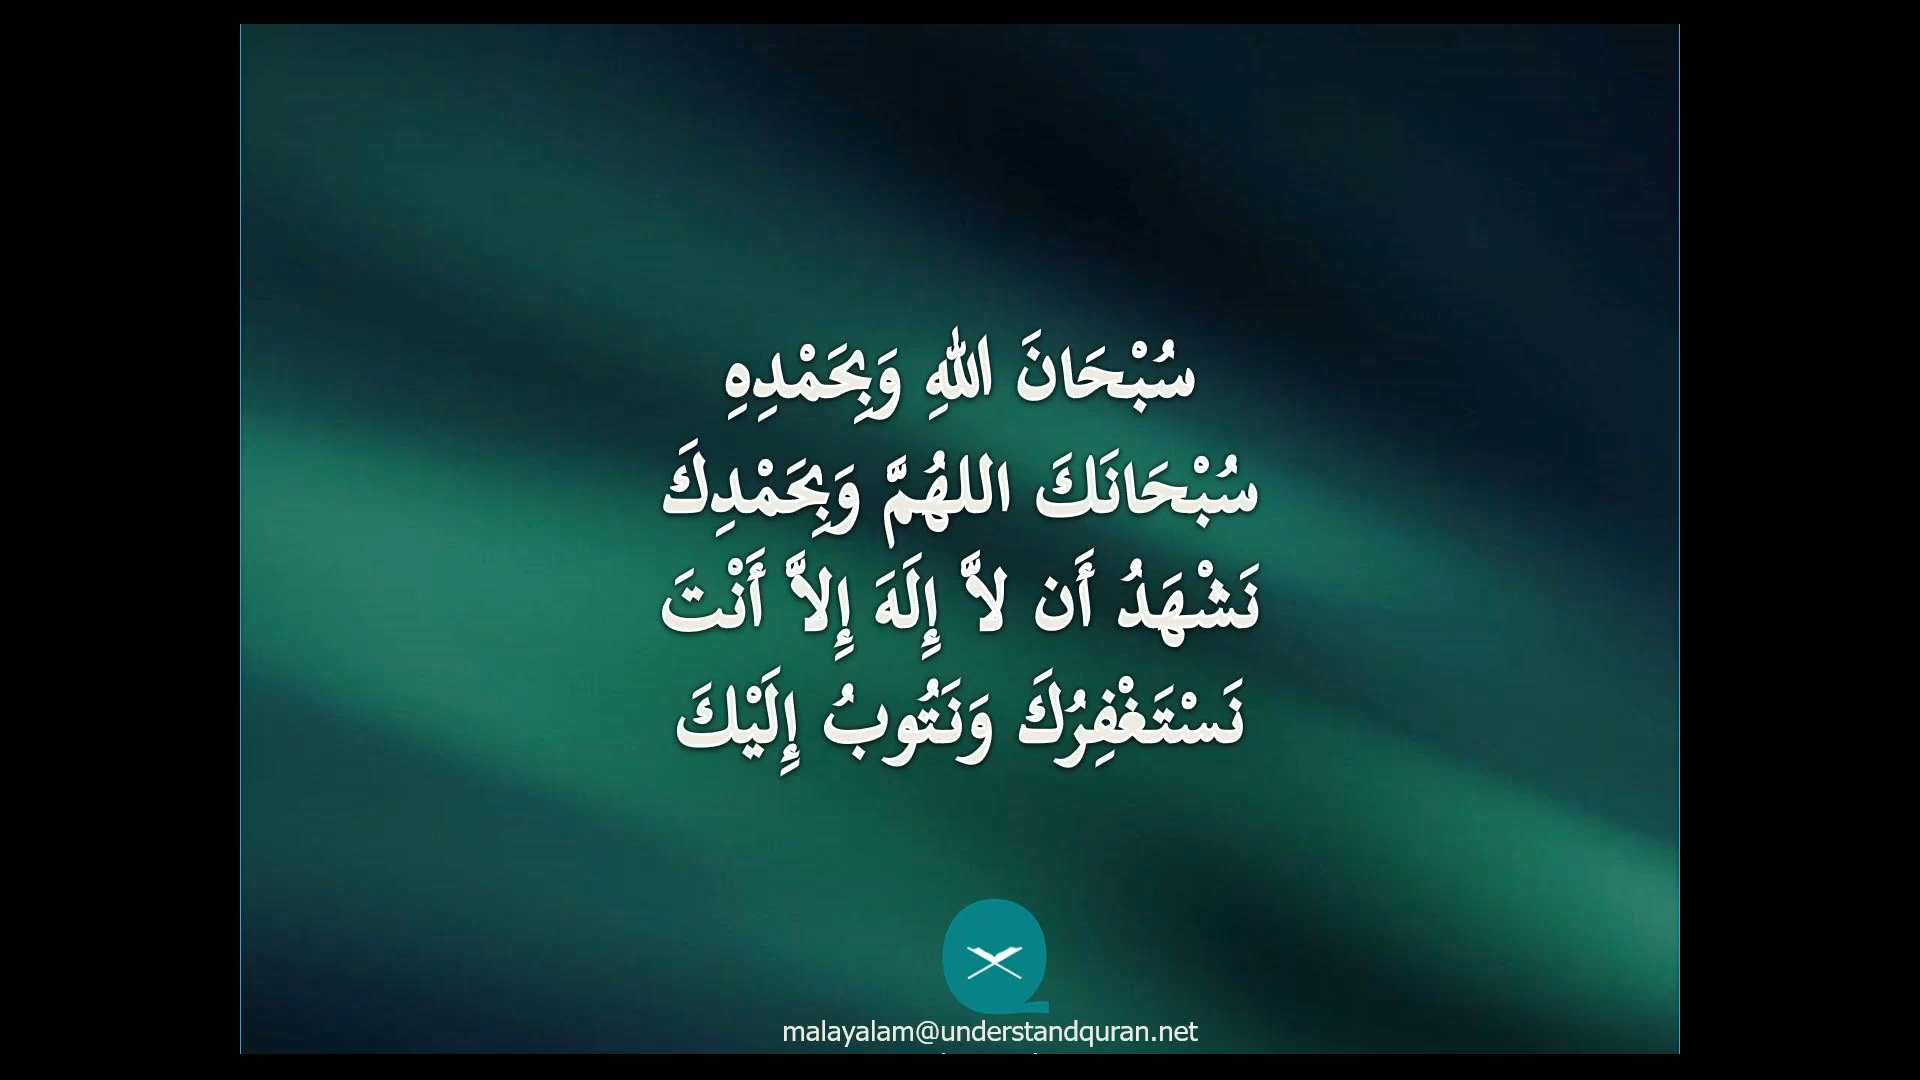 سُبْحَانَ اللهِ وَبِحَمْدِهِ
سُبْحَانَكَ اللهُمَّ وَبِحَمْدِكَ
نَشْهَدُ أَن لاَّ إِلَهَ إِلاَّ أَنْتَ
نَسْتَغْفِرُكَ وَنَتُوبُ إِلَيْكَ
malayalam@understandquran.net